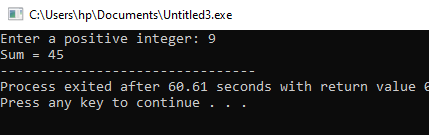 C:\Users\hp\Documents\Untitled3.exe
Enter a positive integer: 9
Sum = 45
--------------------------------
Process exited after 60.61 seconds with return value 0
Press any key to continue . . .